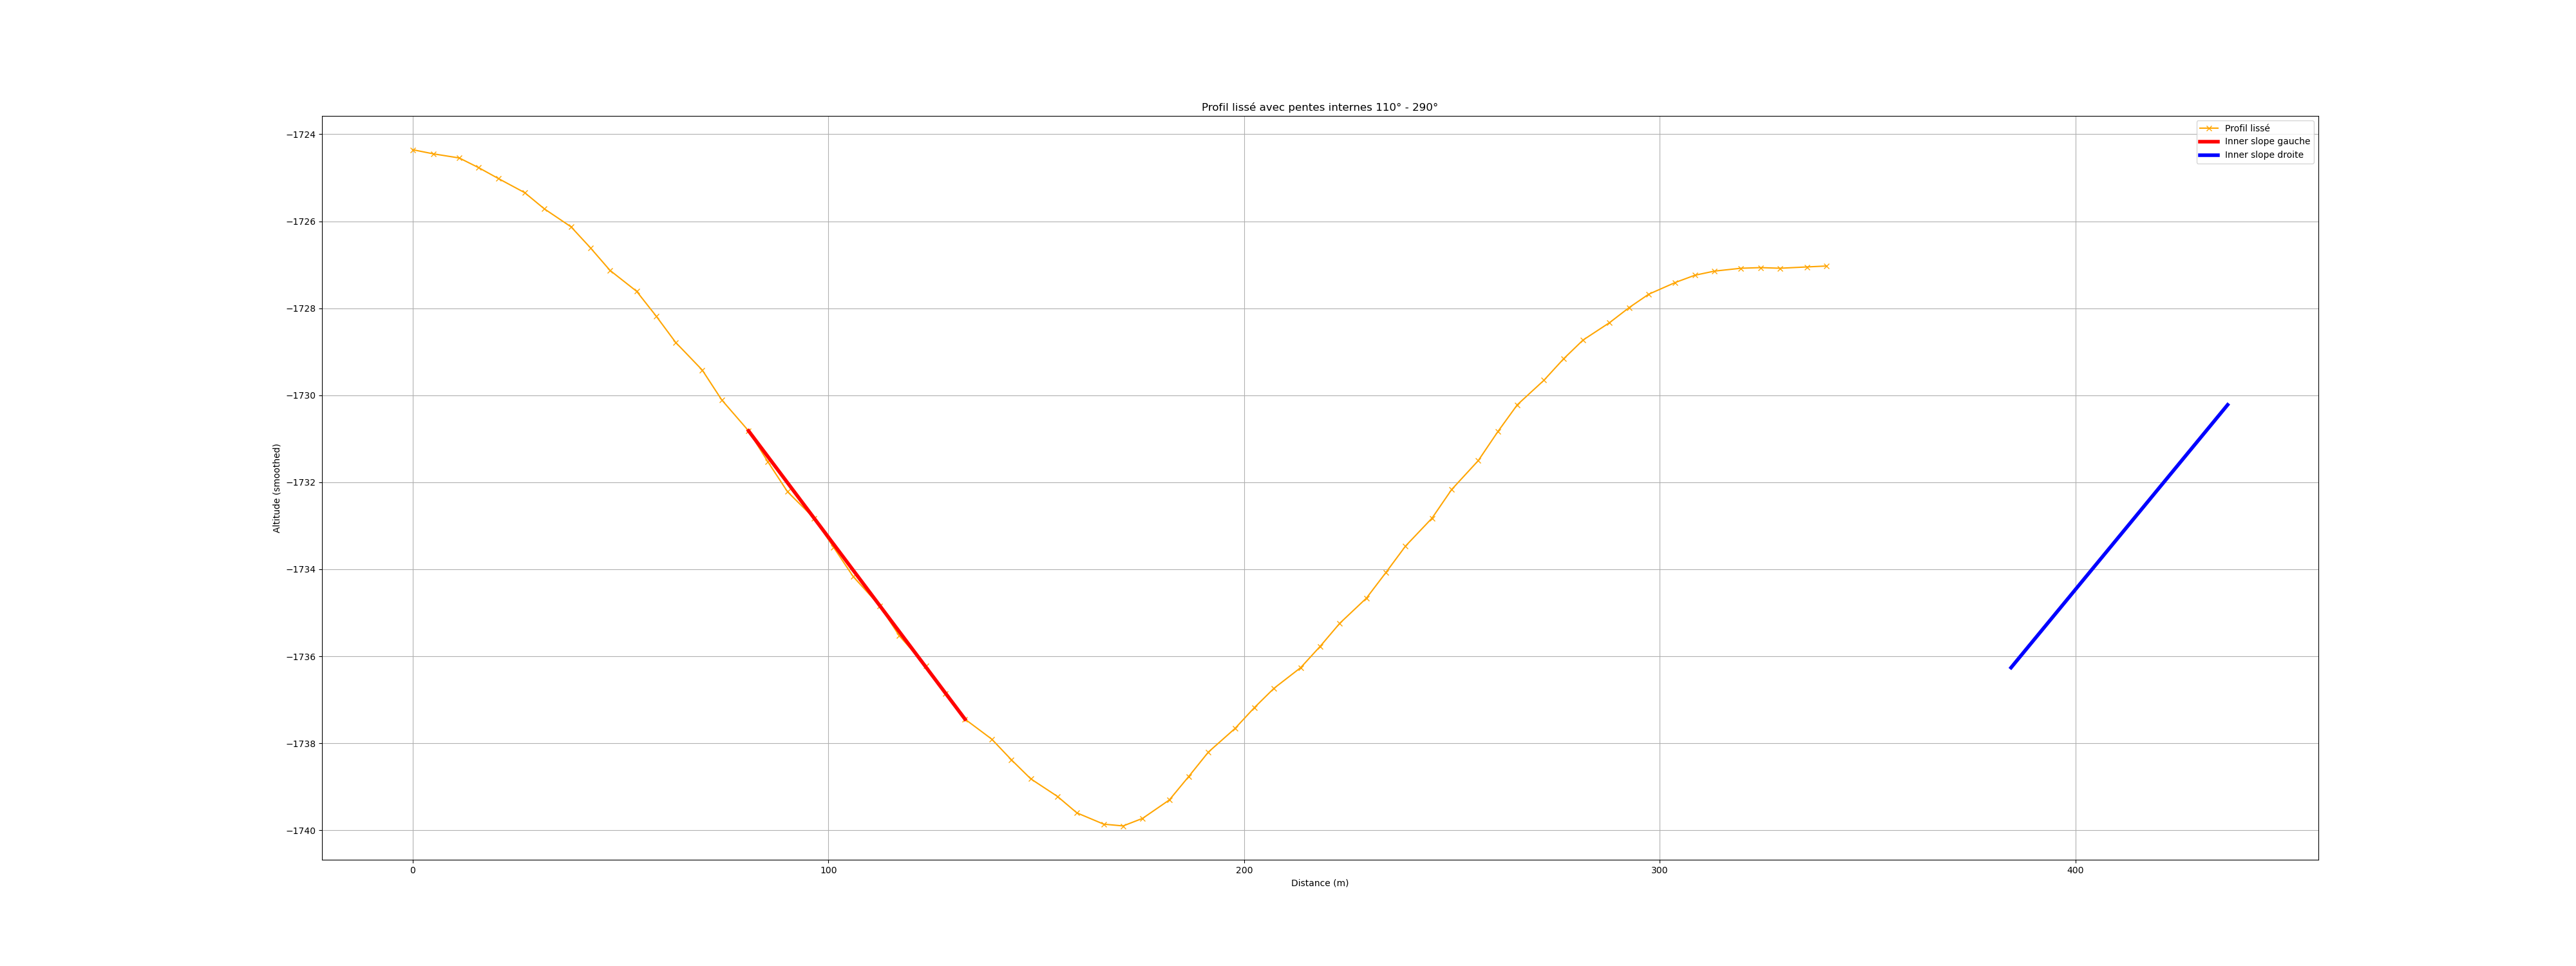 Profil lissé avec pentes internes 110° - 290°
Profil lissé
Inner slope gauche
Inner slope droite
−1724
−1726
−1728
−1730
−1732
−1734
−1736
−1738
−1740
Altitude (smoothed)
0
100
200
300
400
Distance (m)